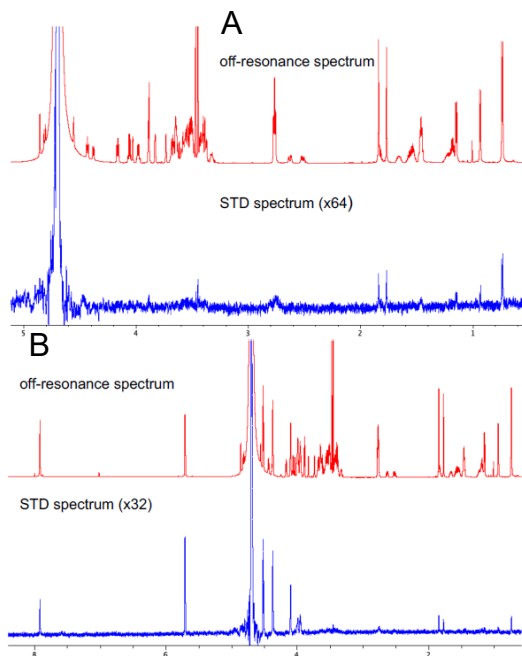 A
off-resonance spectrum
STD spectrum (x64)
5 4 3 2 1
B
off-resonance spectrum
STD spectrum (x32)
8 6 4 2